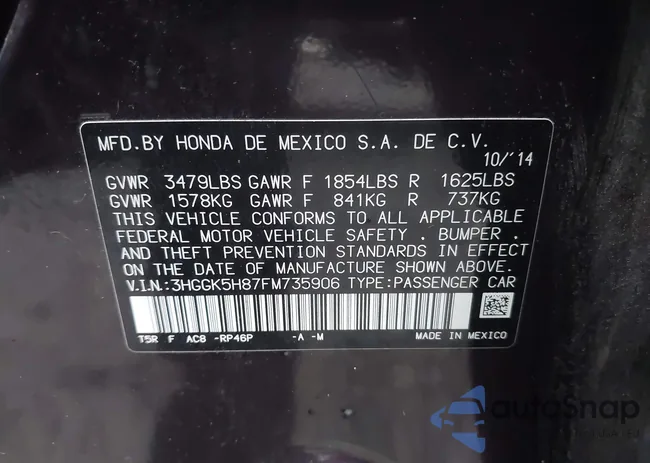 MFD.BY HONDA DE MEXICO S.A. DE C.V.
10/'14
GVWR 3479LBS GAWR F 1854LBS R 1625LBS
GVWR 1578KG GAWR F 841KG R 737KG
THIS VEHICLE CONFORMS TO ALL APPLICABLE
FEDERAL MOTOR VEHICLE SAFETY . BUMPER .
AND THEFT PREVENTION STANDARDS IN EFFECT
ON THE DATE OF MANUFACTURE SHOWN ABOVE.
V.I.N.:3HGGK5H87FM735906 TYPE:PASSENGER CAR
T5R F AC8 -RP46P -A -M MADE IN MEXICO
autoSnap